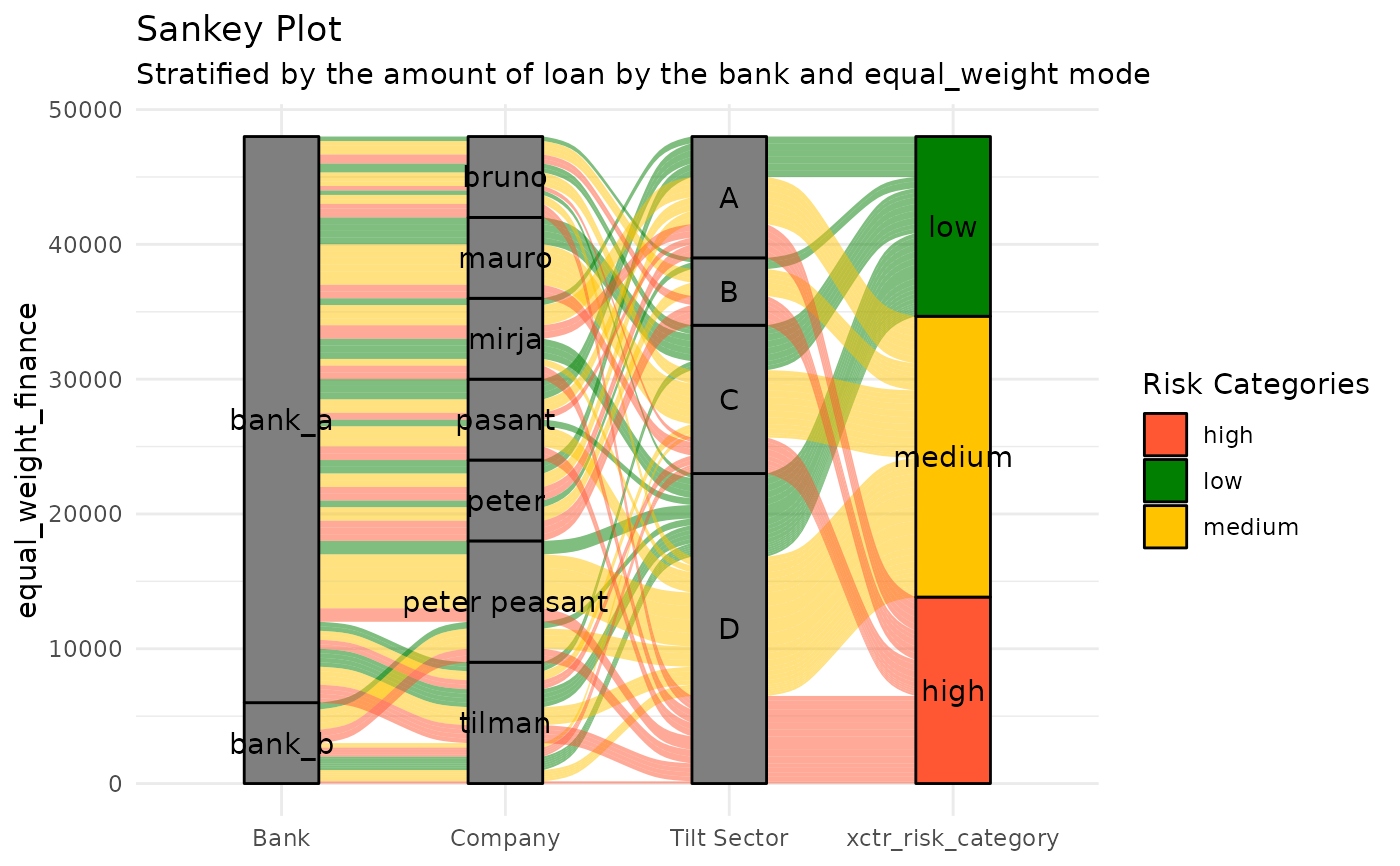 Sankey Plot
Stratified by the amount of loan by the bank and equal_weight mode
equal_weight_finance
50000
40000
30000
20000
10000
0
bank_a
bank_b
bruno
mauro
mirja
pasant
peter
peter peasant
tilman
A
B
C
D
low
medium
high
Bank
Company
Tilt Sector
xctr_risk_category
Risk Categories
high
low
medium